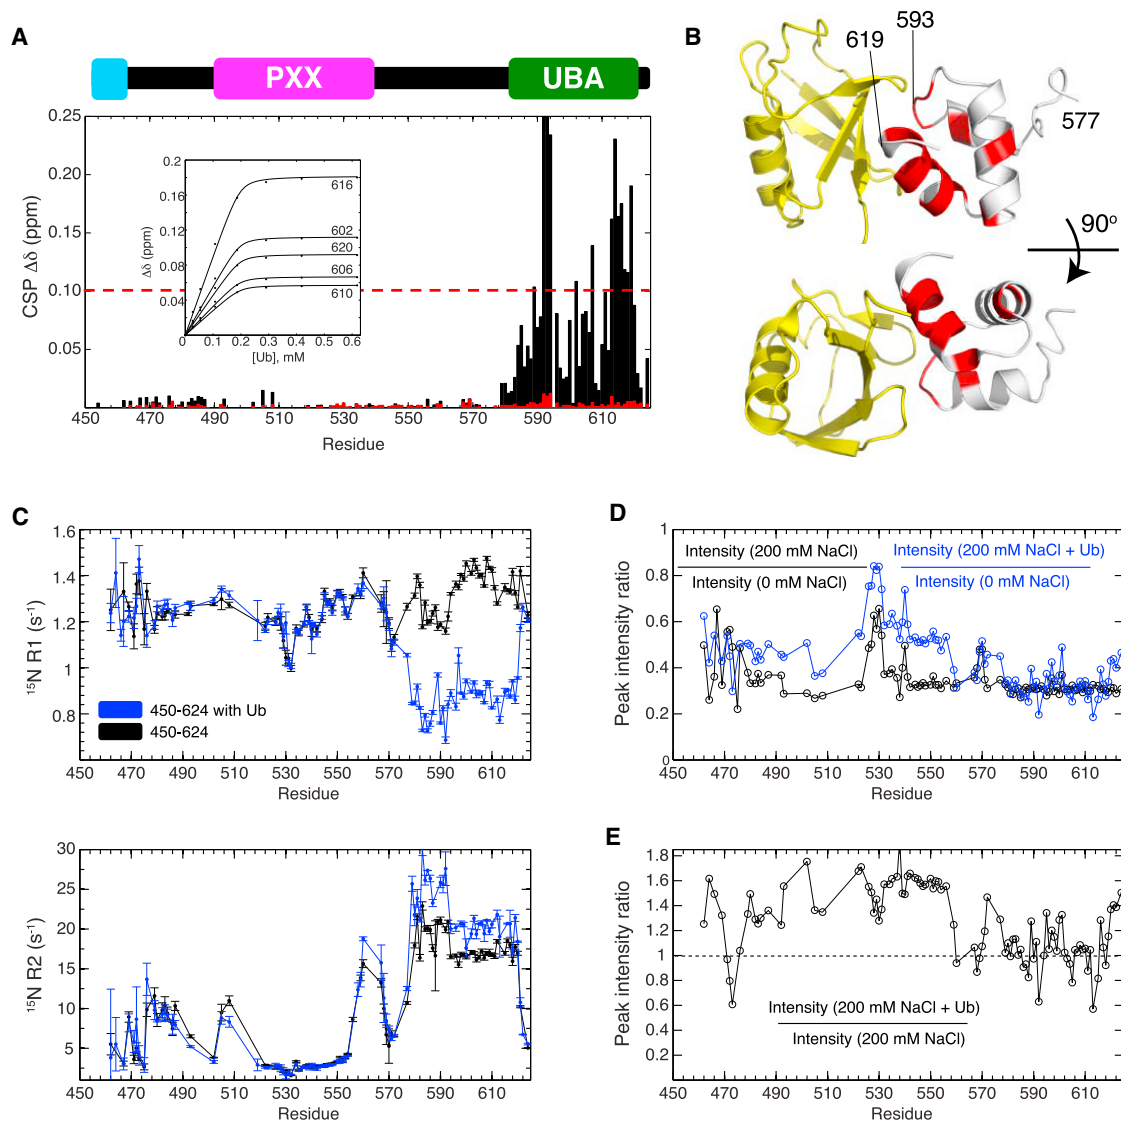 A
PXX
UBA
0.25
0.20
0.15
0.10
0.05
CSP Δδ (ppm)
450 470 490 510 530 550 570 590 610
Residue
0.2
0.16
0.12
0.08
0.04
Δδ (ppm)
616
602
620
606
610
0 0.1 0.2 0.3 0.4 0.5 0.6
[Ub], mM
B
593
619
577
90°
C
1.6
1.4
1.2
1
0.8
¹⁵N R1 (s⁻¹)
450-624 with Ub
450-624
450 470 490 510 530 550 570 590 610
Residue
30
25
20
15
10
5
¹⁵N R2 (s⁻¹)
450 470 490 510 530 550 570 590 610
Residue
D
1
0.8
0.6
0.4
0.2
0
Peak intensity ratio
Intensity (200 mM NaCl)
Intensity (0 mM NaCl)
Intensity (200 mM NaCl + Ub)
Intensity (0 mM NaCl)
450 470 490 510 530 550 570 590 610
Residue
E
1.8
1.6
1.4
1.2
1
0.8
0.6
0.4
0.2
Peak intensity ratio
Intensity (200 mM NaCl + Ub)
Intensity (200 mM NaCl)
450 470 490 510 530 550 570 590 610
Residue